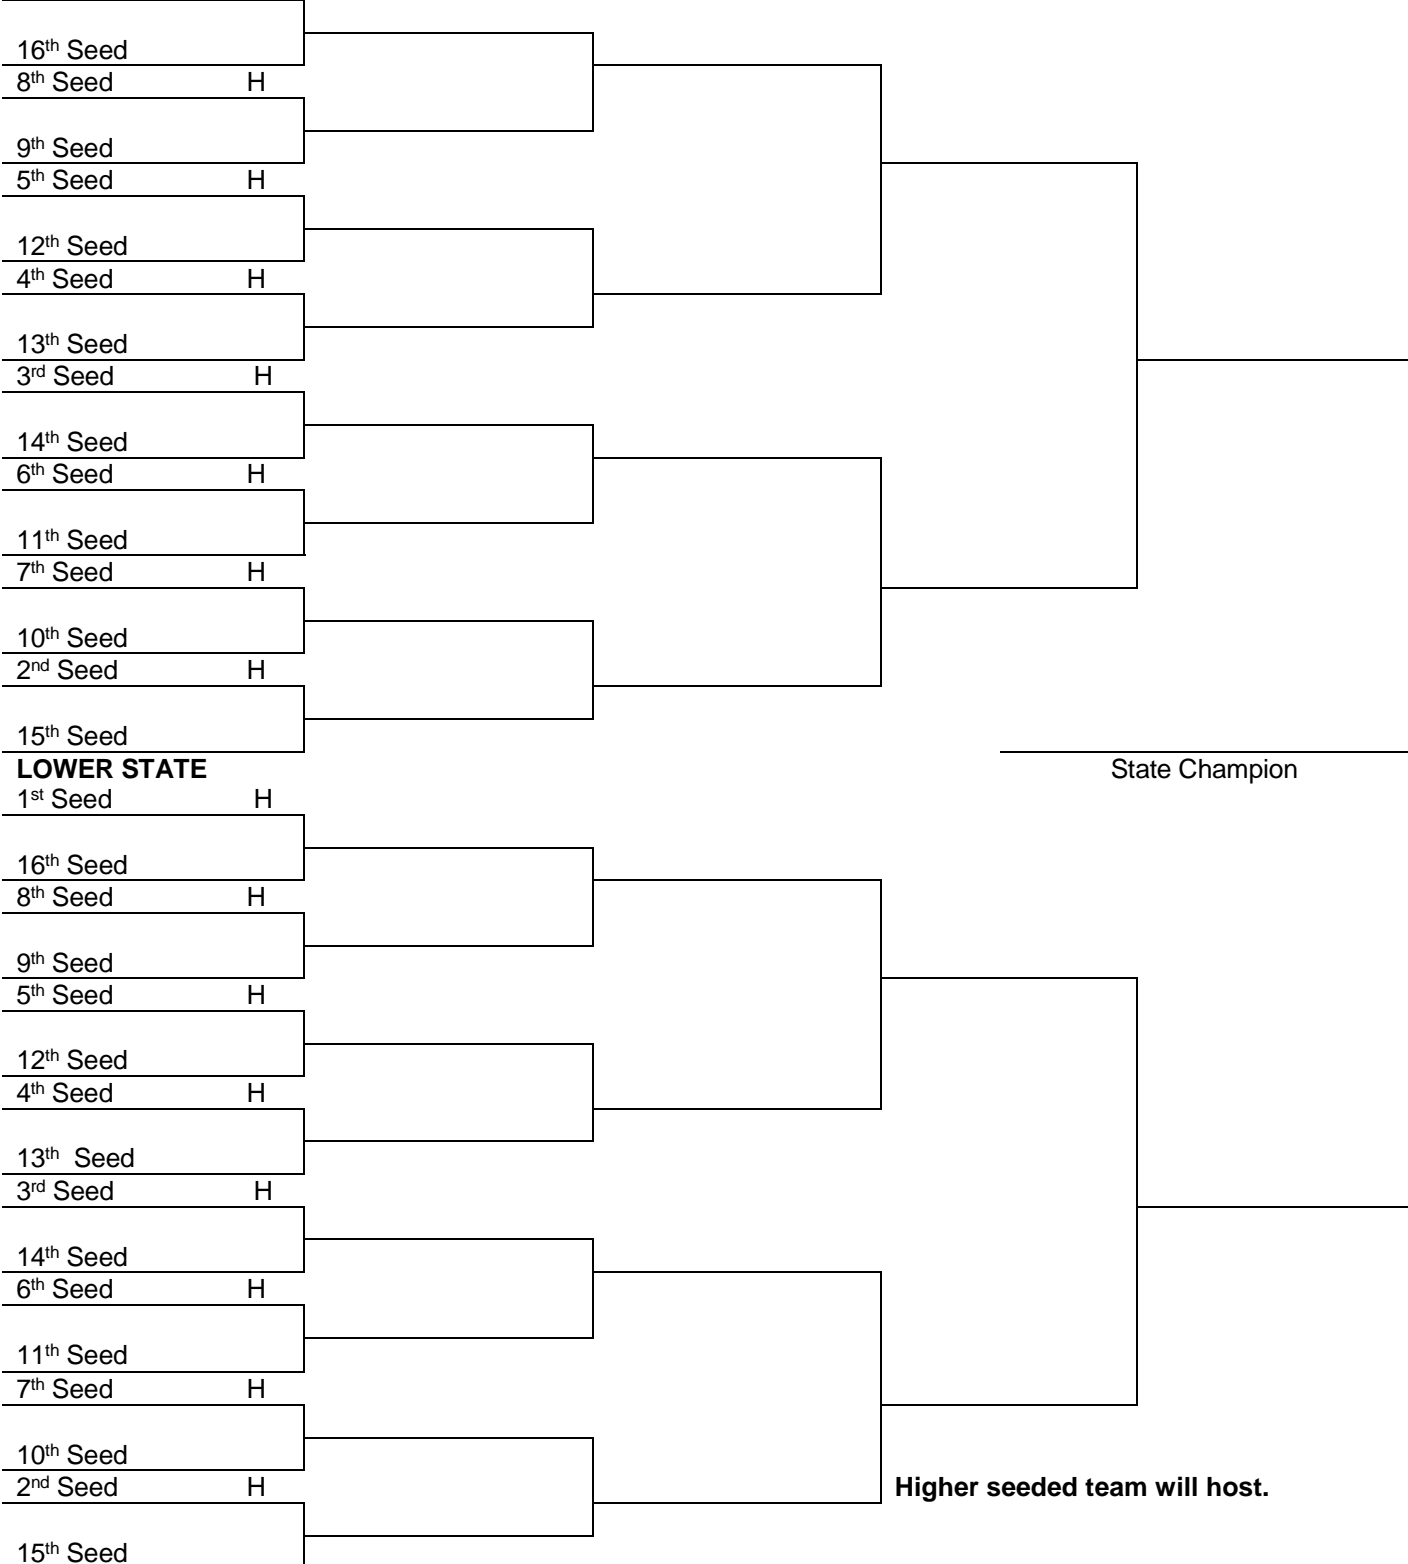 16th Seed
8th Seed H
9th Seed
5th Seed H
12th Seed
4th Seed H
13th Seed
3rd Seed H
14th Seed
6th Seed H
11th Seed
7th Seed H
10th Seed
2nd Seed H
15th Seed
LOWER STATE
State Champion
1st Seed H
16th Seed
8th Seed H
9th Seed
5th Seed H
12th Seed
4th Seed H
13th Seed
3rd Seed H
14th Seed
6th Seed H
11th Seed
7th Seed H
10th Seed
2nd Seed H
Higher seeded team will host.
15th Seed